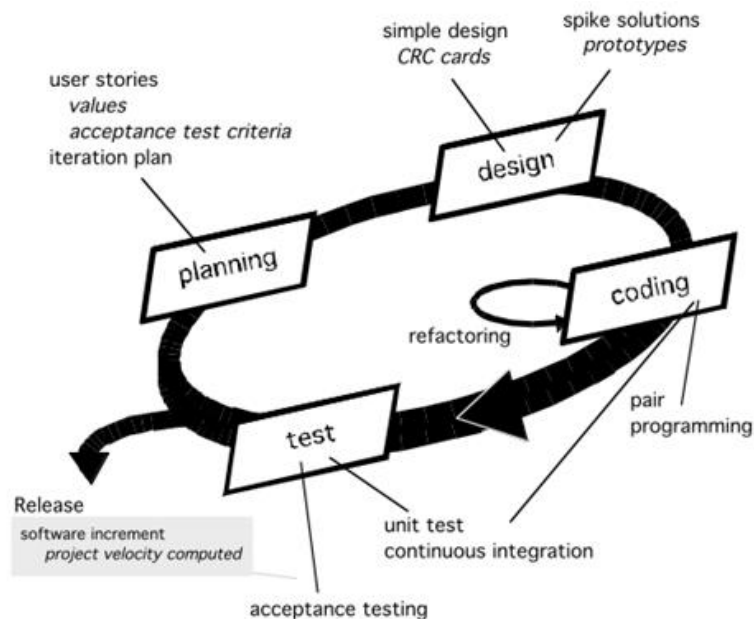 simple design
CRC cards
spike solutions
prototypes
user stories
values
acceptance test criteria
iteration plan
design
planning
coding
refactoring
test
pair
programming
unit test
continuous integration
Release
software increment
project velocity computed
acceptance testing